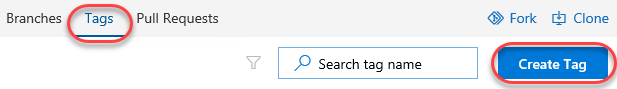 Branches Tags Pull Requests Fork Clone
Search tag name Create Tag